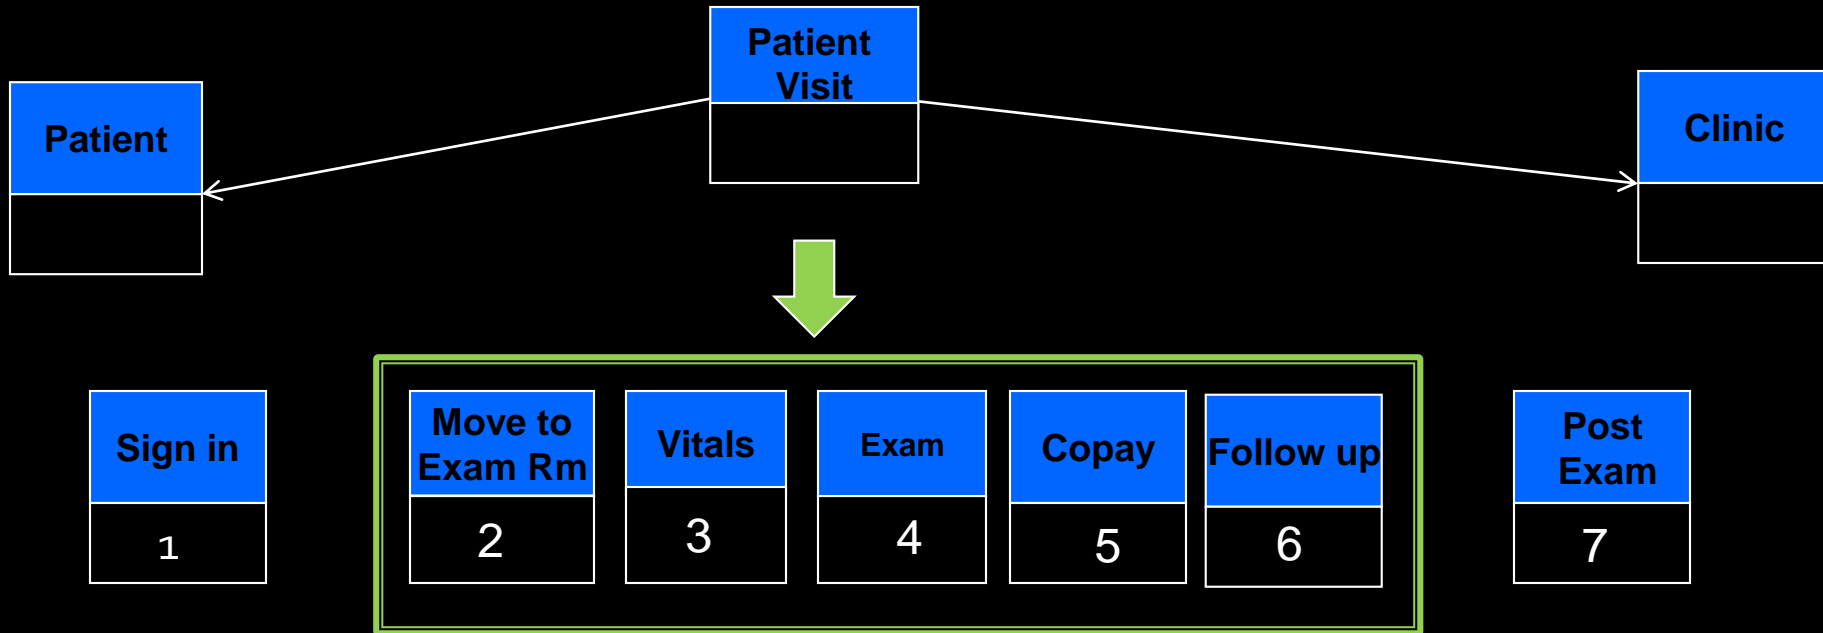 Patient
Visit
Patient
Clinic
Sign in
1
Move to
Exam Rm
2
Vitals
3
Exam
4
Copay
5
Follow up
6
Post
Exam
7